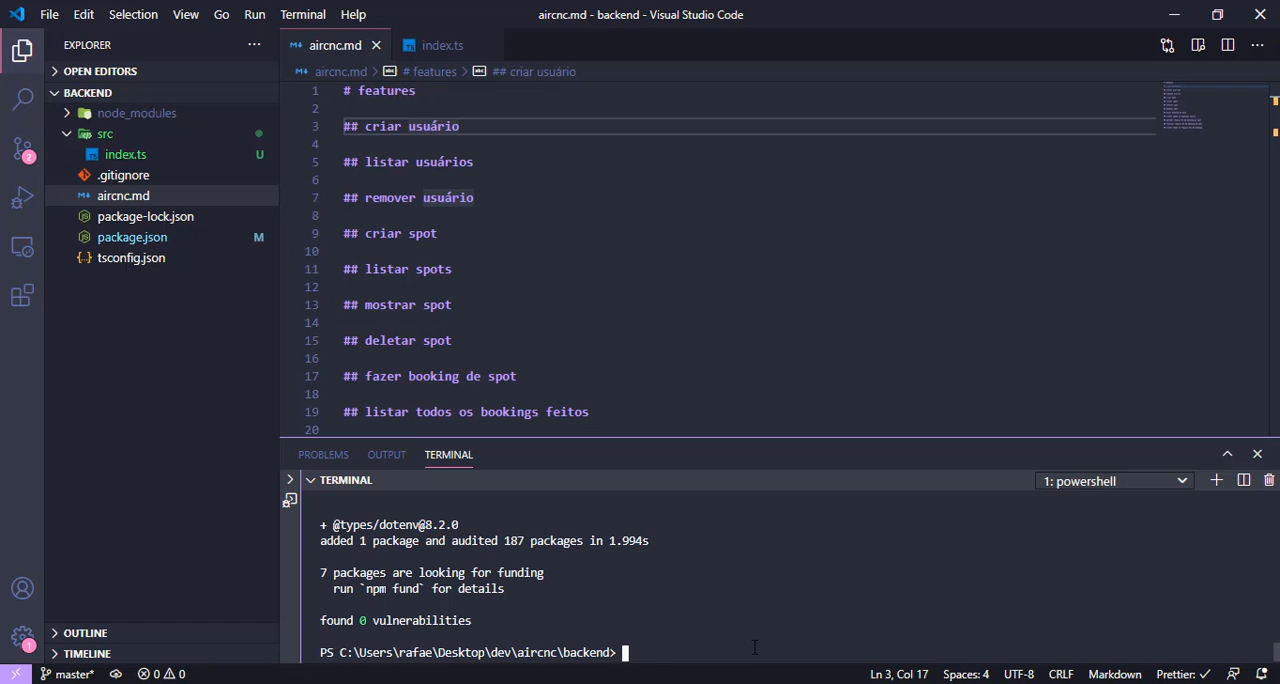 File Edit Selection View Go Run Terminal Help
aircnc.md - backend - Visual Studio Code
EXPLORER
aircnc.md
TS index.ts
OPEN EDITORS
aircnc.md > # features > ## criar usuário
BACKEND
node_modules
src
TS index.ts U
.gitignore
aircnc.md
package-lock.json
package.json M
tsconfig.json
OUTLINE
TIMELINE
2
1
1 # features
2
3 ## criar usuário
4
5 ## listar usuários
6
7 ## remover usuário
8
9 ## criar spot
10
11 ## listar spots
12
13 ## mostrar spot
14
15 ## deletar spot
16
17 ## fazer booking de spot
18
19 ## listar todos os bookings feitos
20
PROBLEMS OUTPUT TERMINAL
TERMINAL
1: powershell
+ @types/dotenv@8.2.0
added 1 package and audited 187 packages in 1.994s
7 packages are looking for funding
run `npm fund` for details
found 0 vulnerabilities
PS C:\Users\rafae\Desktop\dev\aircnc\backend>
master* 0 0 Ln 3, Col 17 Spaces: 4 UTF-8 CRLF Markdown Prettier: ✓